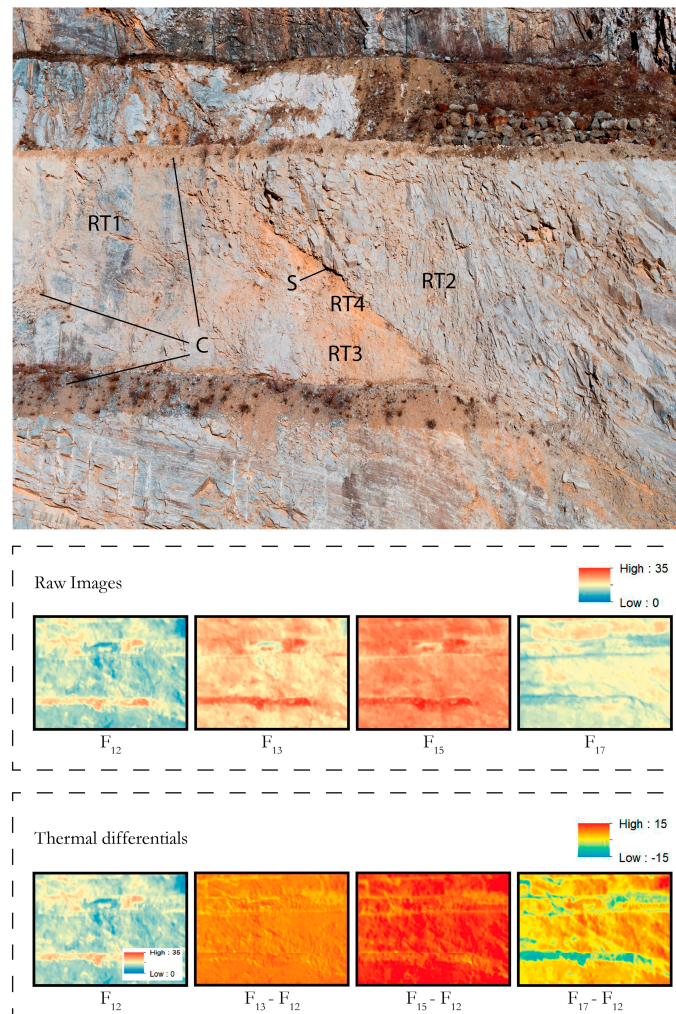 RT1
RT2
S
RT4
C
RT3
Raw Images
High : 35
Low : 0
F₁₂
F₁₃
F₁₅
F₁₇
Thermal differentials
High : 15
Low : -15
High : 35
Low : 0
F₁₂
F₁₃ - F₁₂
F₁₅ - F₁₂
F₁₇ - F₁₂